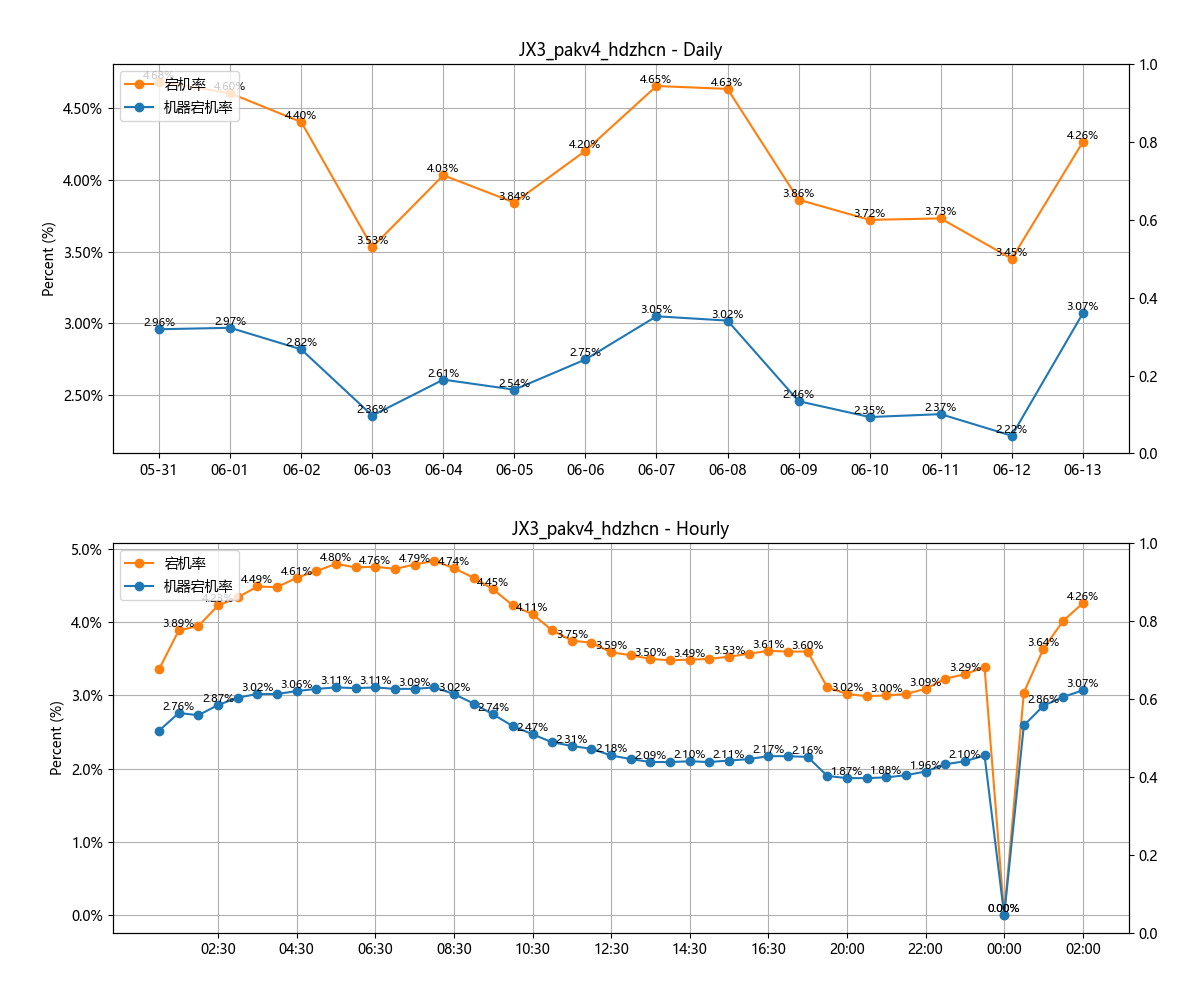 JX3_pakv4_hdzhcn - Daily
宕机率
机器宕机率
Percent (%)
4.50%
4.00%
3.50%
3.00%
2.50%
1.0
0.8
0.6
0.4
0.2
0.0
4.68% 4.60% 4.40% 3.53% 4.03% 3.84% 4.20% 4.65% 4.63% 3.86% 3.72% 3.73% 3.45% 4.26%
2.96% 2.97% 2.82% 2.36% 2.61% 2.54% 2.75% 3.05% 3.02% 2.46% 2.35% 2.37% 2.22% 3.07%
05-31 06-01 06-02 06-03 06-04 06-05 06-06 06-07 06-08 06-09 06-10 06-11 06-12 06-13
JX3_pakv4_hdzhcn - Hourly
宕机率
机器宕机率
Percent (%)
5.0%
4.0%
3.0%
2.0%
1.0%
0.0%
1.0
0.8
0.6
0.4
0.2
0.0
3.89% 4.23% 4.49% 4.61% 4.80% 4.76% 4.79% 4.74% 4.45% 4.11% 3.75% 3.59% 3.50% 3.49% 3.53% 3.61% 3.60% 3.02% 3.00% 3.09% 3.29% 0.00% 3.64% 4.26%
2.76% 2.87% 3.02% 3.06% 3.11% 3.11% 3.09% 3.02% 2.74% 2.47% 2.31% 2.18% 2.09% 2.10% 2.11% 2.17% 2.16% 1.87% 1.88% 1.96% 2.10% 0.00% 2.86% 3.07%
02:30 04:30 06:30 08:30 10:30 12:30 14:30 16:30 20:00 22:00 00:00 02:00